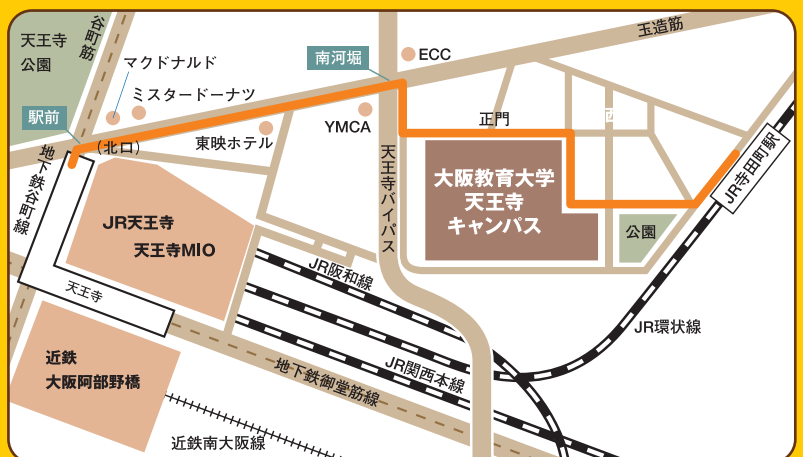 谷町筋
天王寺
公園
マクドナルド
ミスタードーナツ
南河堀
ECC
玉造筋
駅前
(北口)
東映ホテル
YMCA
正門
西
地下鉄谷町線
天王寺バイパス
大阪教育大学
天王寺
キャンパス
JR寺田町駅
公園
JR天王寺
天王寺MIO
JR阪和線
天王寺
JR環状線
近鉄
大阪阿部野橋
地下鉄御堂筋線
JR関西本線
近鉄南大阪線